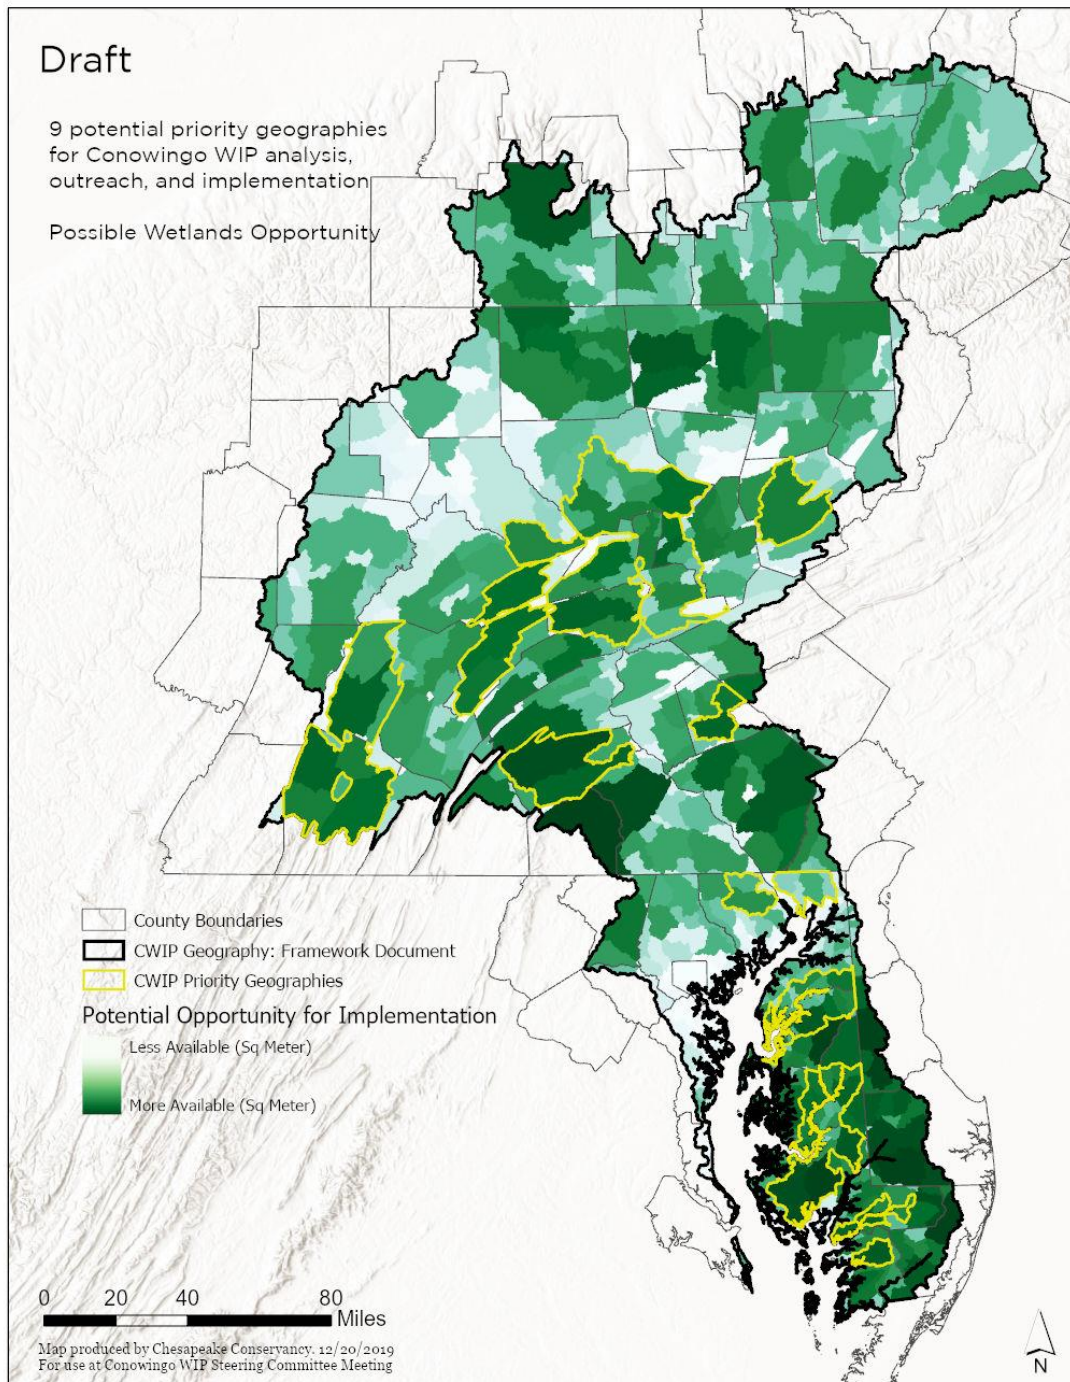 Draft
9 potential priority geographies
for Conowingo WIP analysis,
outreach, and implementation
Possible Wetlands Opportunity
County Boundaries
CWIP Geography: Framework Document
CWIP Priority Geographies
Potential Opportunity for Implementation
Less Available (Sq Meter)
More Available (Sq Meter)
0 20 40 80
Miles
Map produced by Chesapeake Conservancy. 12/20/2019
For use at Conowingo WIP Steering Committee Meeting
N